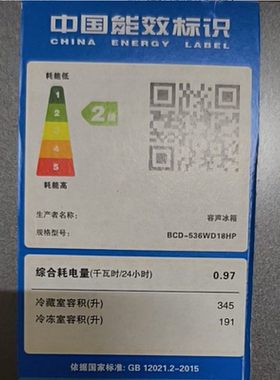 中国能效标识
CHINA ENERGY LABEL
耗能低
1
2
3
4
5
2级
耗能高
生产者名称: 容声冰箱
规格型号: BCD-536WD18HP
综合耗电量(千瓦时/24小时) 0.97
冷藏室容积(升) 345
冷冻室容积(升) 191
依据国家标准: GB 12021.2-2015